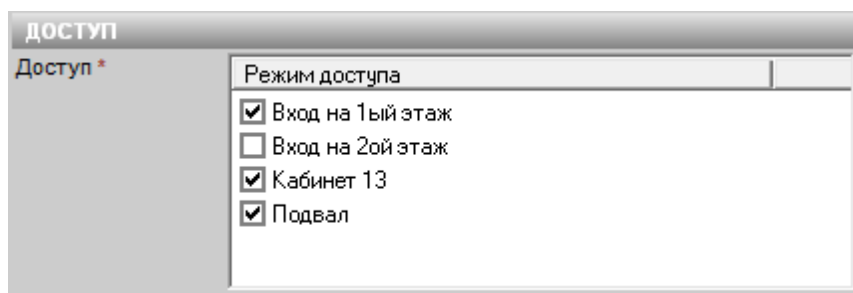 ДОСТУП
Доступ *
Режим доступа
Вход на 1ый этаж
Вход на 2ой этаж
Кабинет 13
Подвал